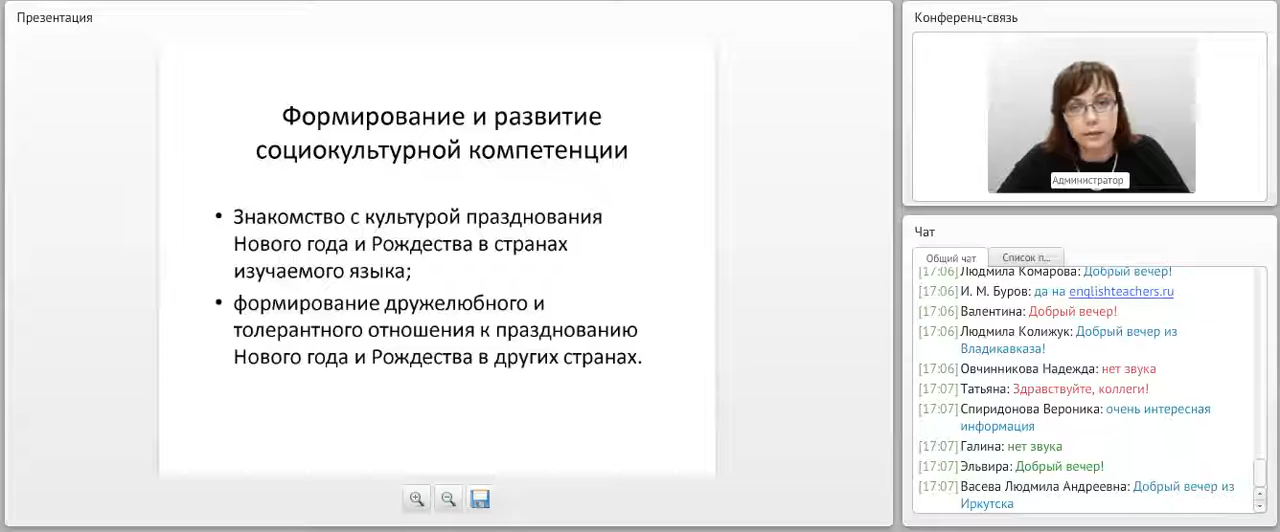 Презентация
Формирование и развитие
социокультурной компетенции
• Знакомство с культурой празднования
Нового года и Рождества в странах
изучаемого языка;
• формирование дружелюбного и
толерантного отношения к празднованию
Нового года и Рождества в других странах.
Конференц-связь
Администратор
Чат
Общий чат
Список п...
[17:06] Людмила Комарова: Добрый вечер!
[17:06] И. М. Буров: да на englishteachers.ru
[17:06] Валентина: Добрый вечер!
[17:06] Людмила Колижук: Добрый вечер из
Владикавказа!
[17:06] Овчинникова Надежда: нет звука
[17:07] Татьяна: Здравствуйте, коллеги!
[17:07] Спиридонова Вероника: очень интересная
информация
[17:07] Галина: нет звука
[17:07] Эльвира: Добрый вечер!
[17:07] Васева Людмила Андреевна: Добрый вечер из
Иркутска